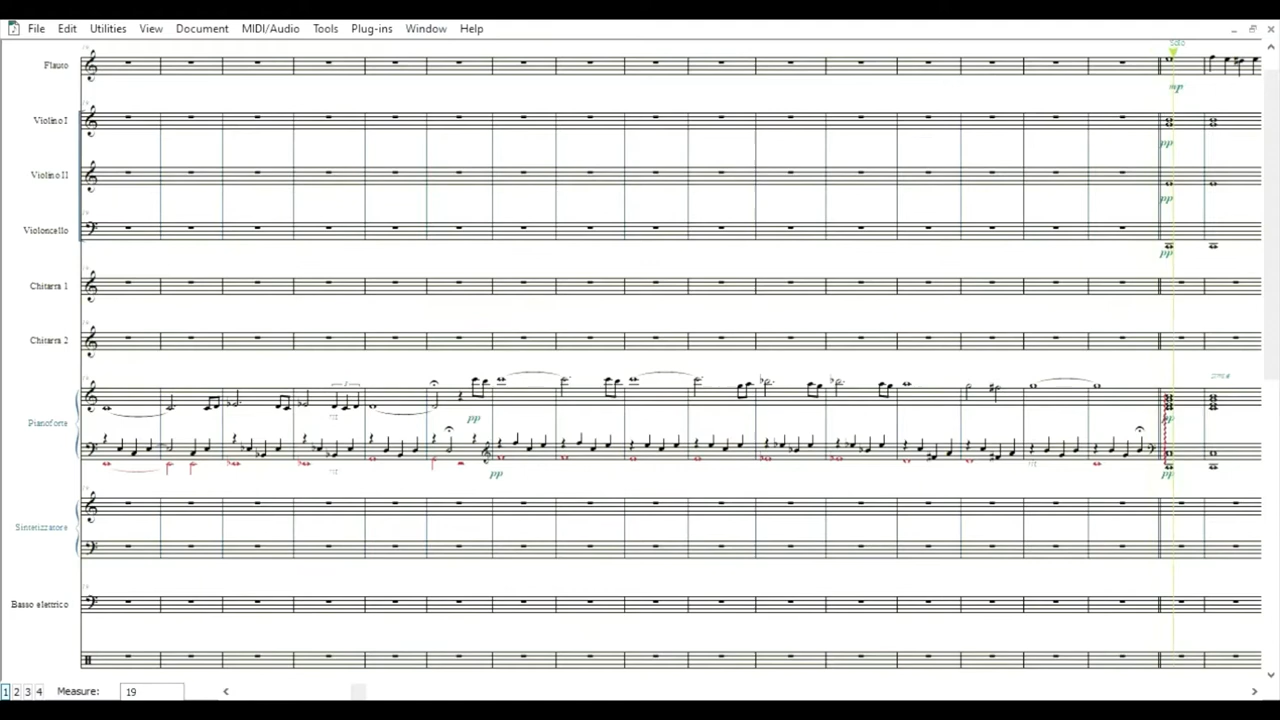 File Edit Utilities View Document MIDI/Audio Tools Plug-ins Window Help
Solo
Flauto
mp
Violino I
pp
Violino II
pp
Violoncello
pp
Chitarra 1
Chitarra 2
Pianoforte
pp
pp
pp
pp
Sintetizzatore
Basso elettrico
1 2 3 4 Measure: 19